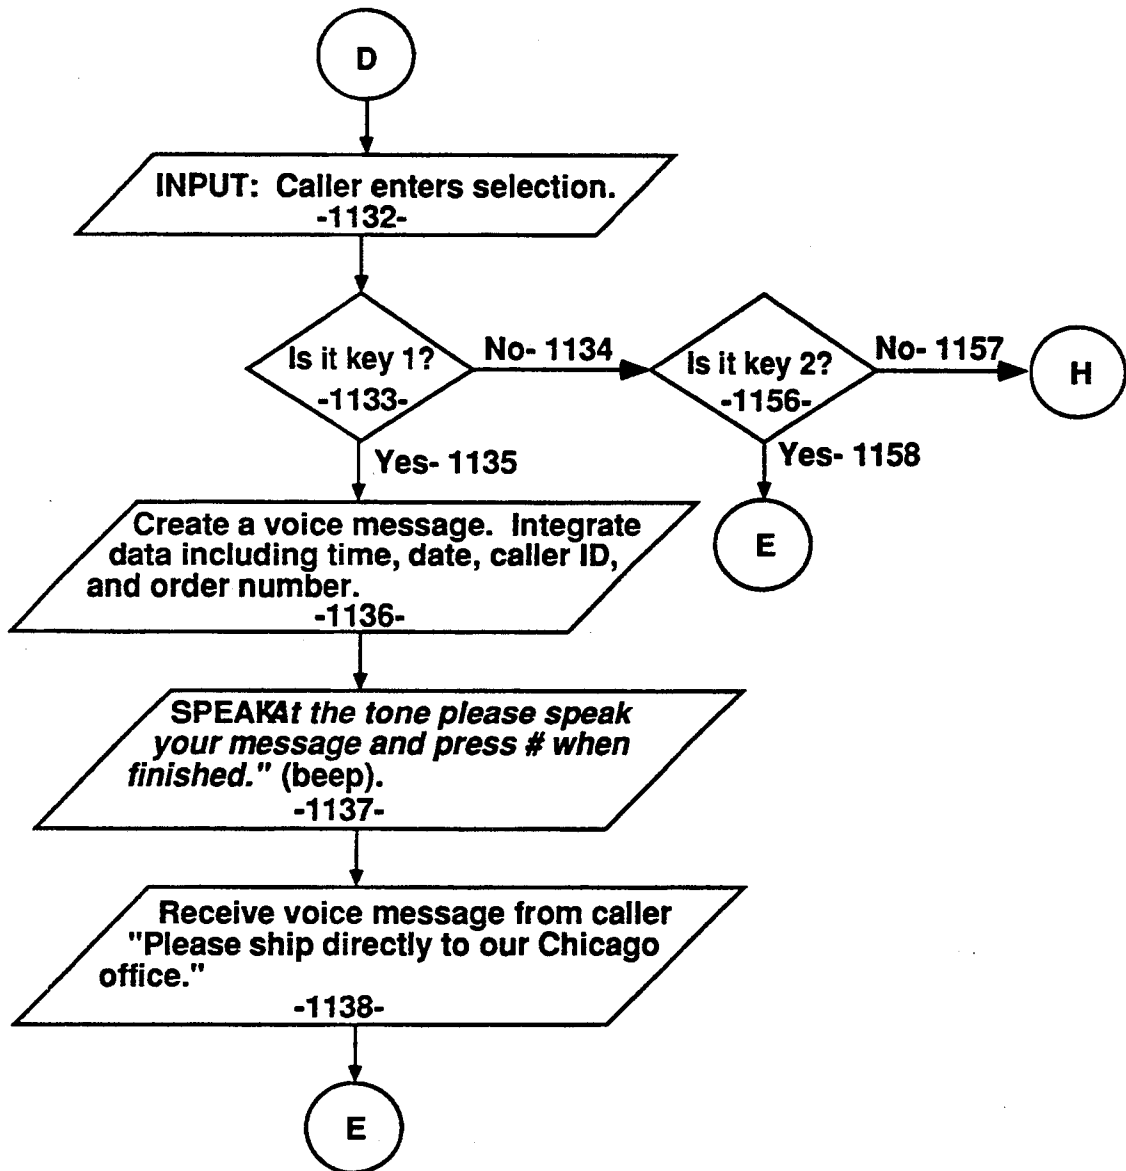 D
INPUT: Caller enters selection.
-1132-
Is it key 1?
-1133-
No- 1134
Is it key 2?
-1156-
No- 1157
H
Yes- 1135
Yes- 1158
E
Create a voice message. Integrate
data including time, date, caller ID,
and order number.
-1136-
SPEAK At the tone please speak
your message and press # when
finished." (beep).
-1137-
Receive voice message from caller
"Please ship directly to our Chicago
office."
-1138-
E